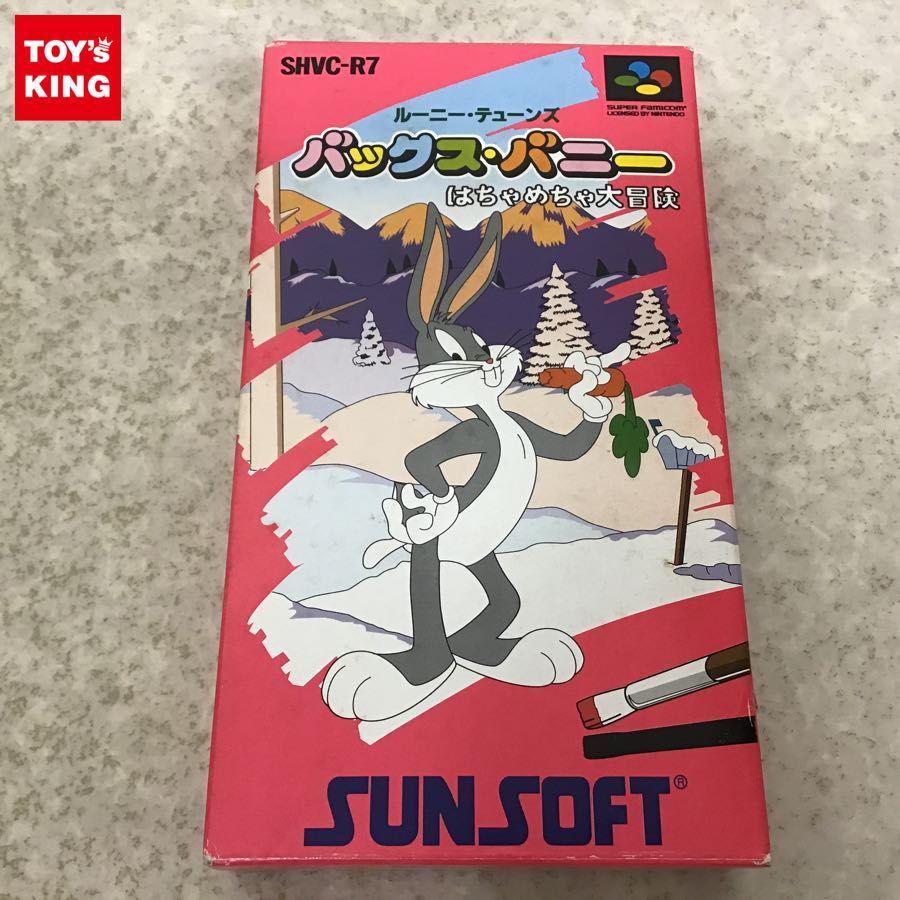 TOY's
KING
SHVC-R7
SUPER FAMICOM
LICENSED BY NINTENDO
ルーニー・テューンズ
バックス・バニー
はちゃめちゃ大冒険
SUNSOFT®